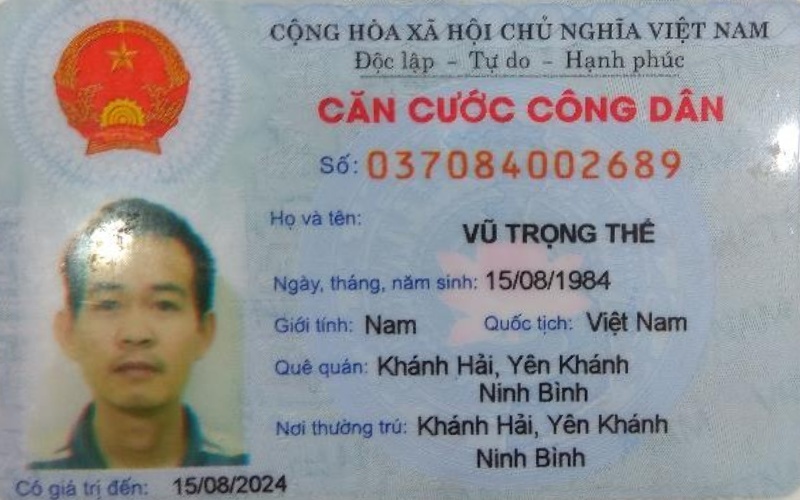 CỘNG HÒA XÃ HỘI CHỦ NGHĨA VIỆT NAM
Độc lập - Tự do - Hạnh phúc
CĂN CƯỚC CÔNG DÂN
Số: 037084002689
Họ và tên:
VŨ TRỌNG THẾ
Ngày, tháng, năm sinh: 15/08/1984
Giới tính: Nam Quốc tịch: Việt Nam
Quê quán: Khánh Hải, Yên Khánh
Ninh Bình
Nơi thường trú: Khánh Hải, Yên Khánh
Ninh Bình
Có giá trị đến: 15/08/2024